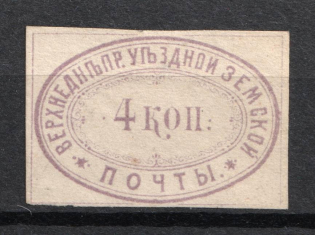 ВЕРХНЕДНѢПР. УѢЗДНОЙ ЗЕМСКОЙ
4 КОП.
* ПОЧТЫ. *